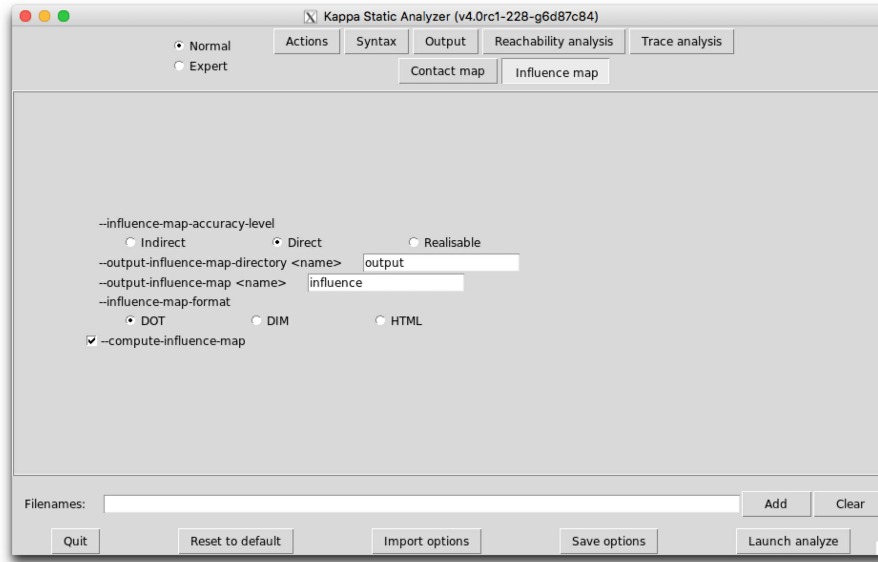 Kappa Static Analyzer (v4.0rc1-228-g6d87c84)
Normal
Expert
Actions Syntax Output Reachability analysis Trace analysis
Contact map Influence map
--influence-map-accuracy-level
Indirect Direct Realisable
--output-influence-map-directory <name> output
--output-influence-map <name> influence
--influence-map-format
DOT DIM HTML
--compute-influence-map
Filenames: Add Clear
Quit Reset to default Import options Save options Launch analyze